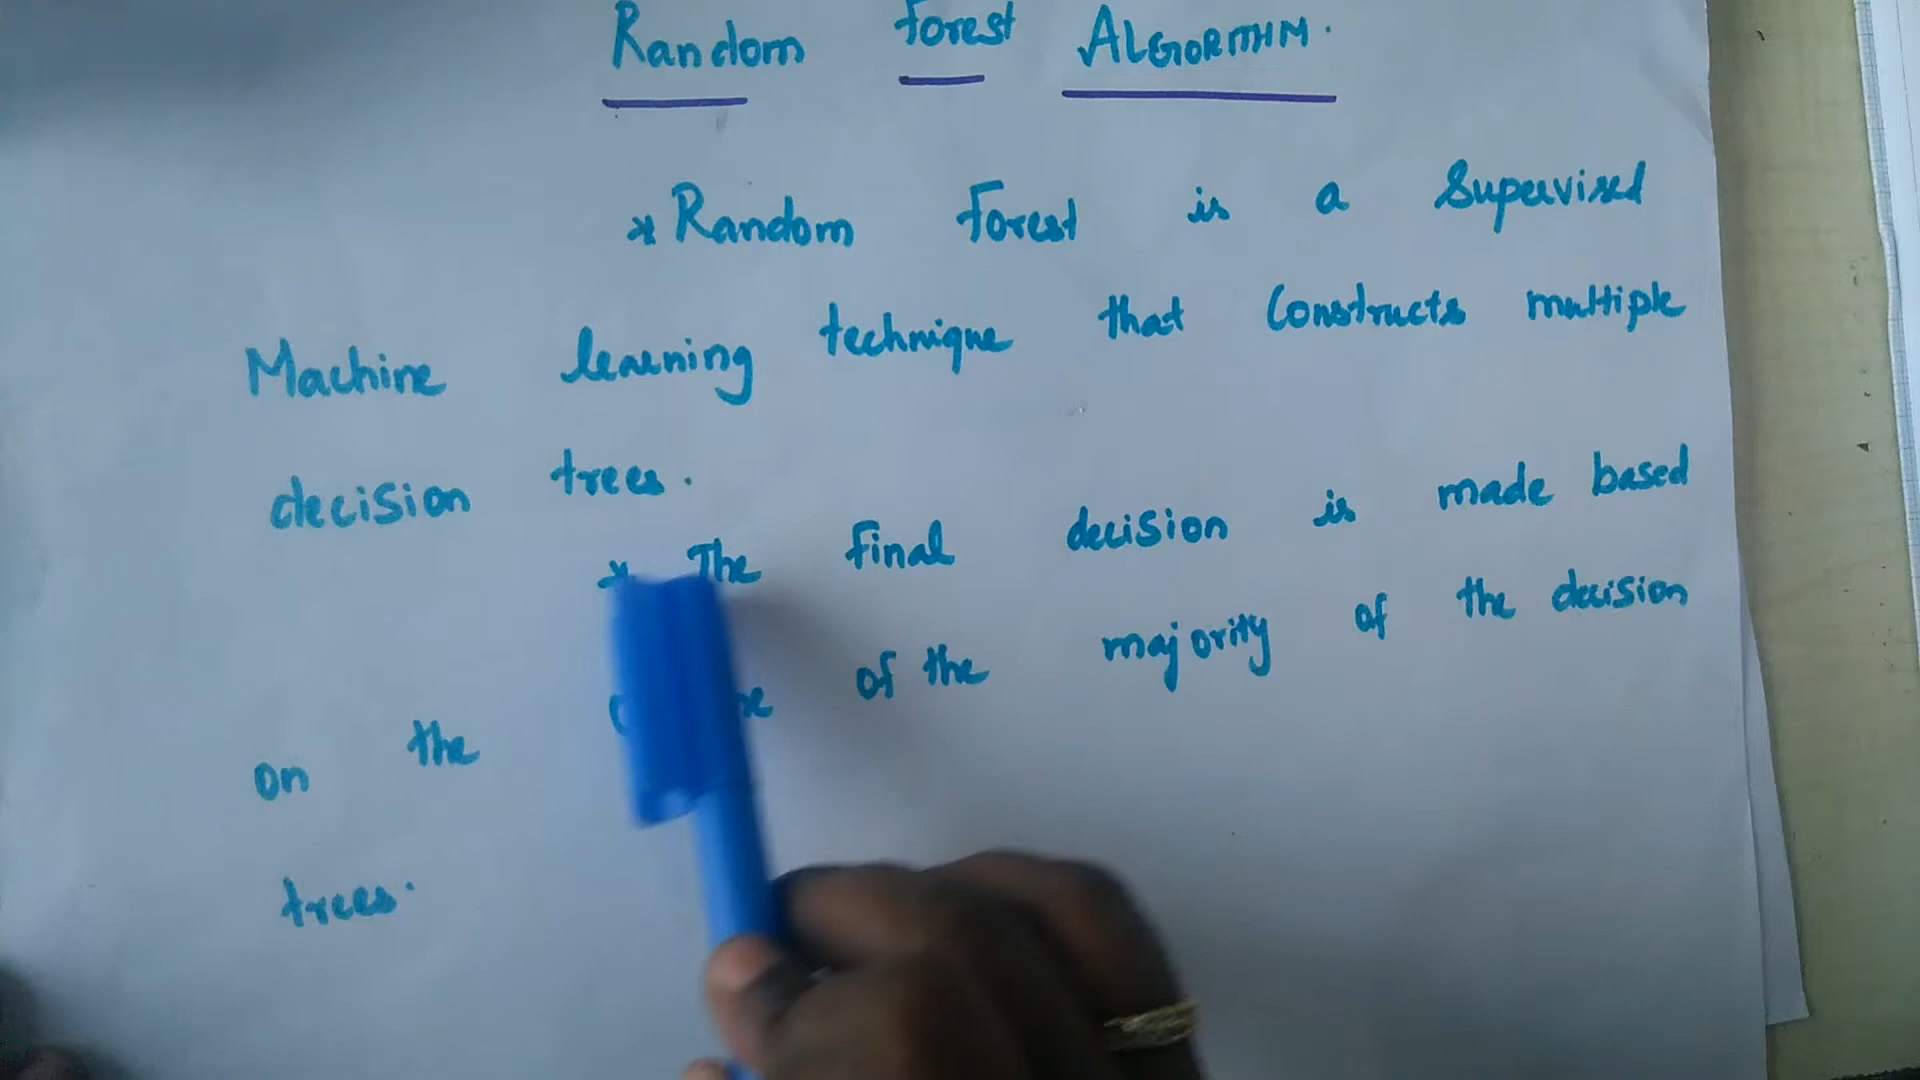 Random Forest ALGORITHM.
* Random Forest is a Supervised
Machine learning technique that Constructs multiple
decision trees.
* The final decision is made based
on the of the majority of the decision
trees.